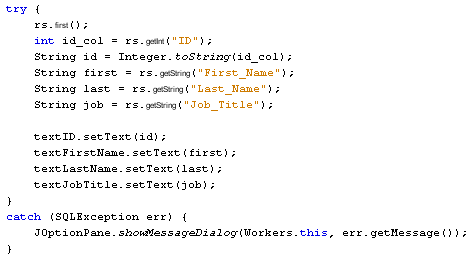 try {
    rs.first();
    int id_col = rs.getInt("ID");
    String id = Integer.toString(id_col);
    String first = rs.getString("First_Name");
    String last = rs.getString("Last_Name");
    String job = rs.getString("Job_Title");

    textID.setText(id);
    textFirstName.setText(first);
    textLastName.setText(last);
    textJobTitle.setText(job);
}
catch (SQLException err) {
    JOptionPane.showMessageDialog(Workers.this, err.getMessage());
}